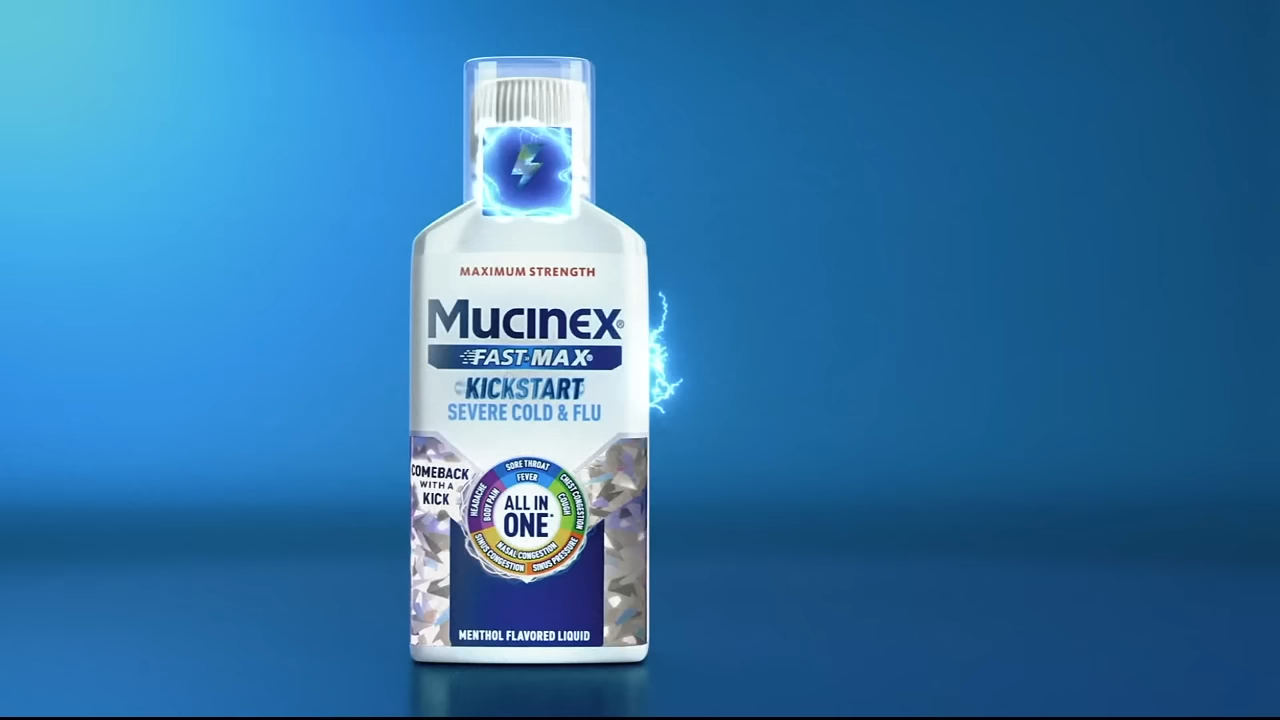 MAXIMUM STRENGTH
MUCINEX®
FAST-MAX®
KICKSTART
SEVERE COLD & FLU
COMEBACK
WITH A
KICK
SORE THROAT
FEVER
HEADACHE
BODY PAIN
CHEST CONGESTION
COUGH
ALL IN
ONE*
NASAL CONGESTION
SINUS CONGESTION
SINUS PRESSURE
MENTHOL FLAVORED LIQUID